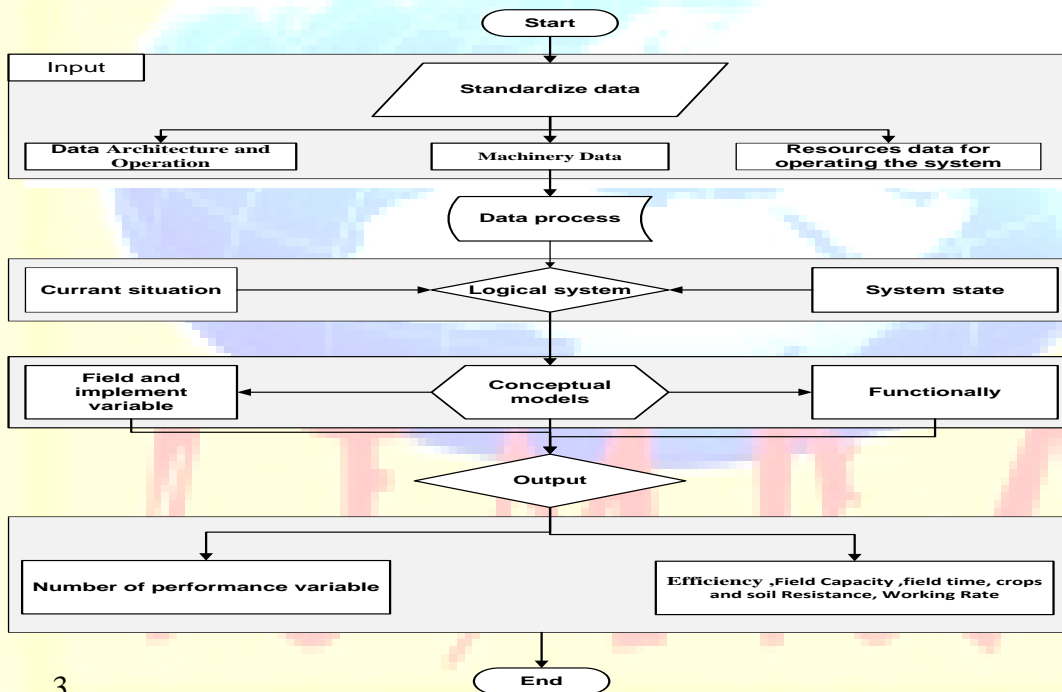 Start
Input
Standardize data
Data Architecture and
Operation
Machinery Data
Resources data for
operating the system
Data process
Currant situation
Logical system
System state
Field and
implement
variable
Conceptual
models
Functionally
Output
Number of performance variable
Efficiency ,Field Capacity ,field time, crops
and soil Resistance, Working Rate
End
3